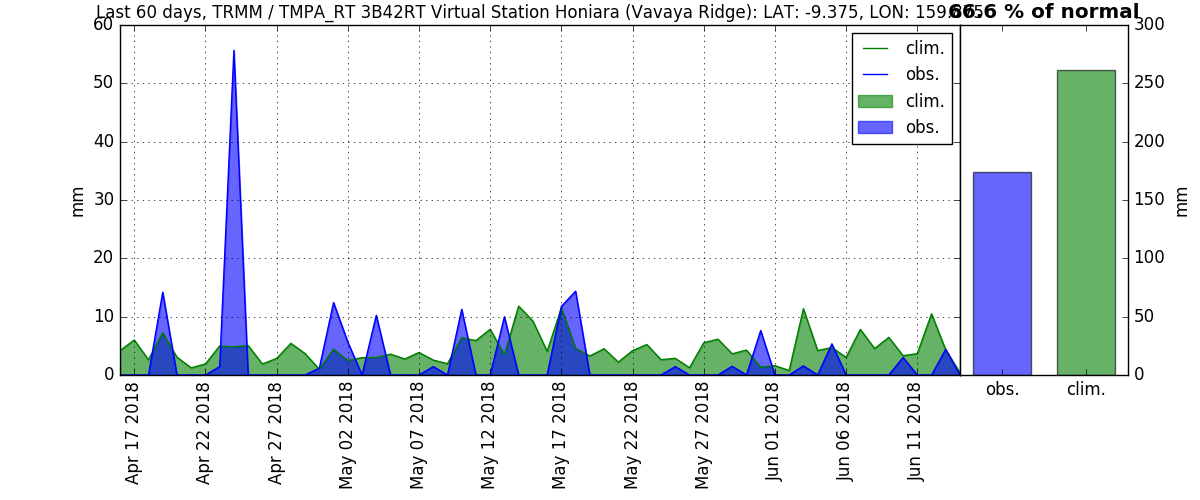 Last 60 days, TRMM / TMPA_RT 3B42RT Virtual Station Honiara (Vavaya Ridge): LAT: -9.375, LON:
66.6 % of normal
60
50
40
30
20
10
0
mm
clim.
obs.
clim.
obs.
300
250
200
150
100
50
0
mm
obs.
clim.
Apr 17 2018
Apr 22 2018
Apr 27 2018
May 02 2018
May 07 2018
May 12 2018
May 17 2018
May 22 2018
May 27 2018
Jun 01 2018
Jun 06 2018
Jun 11 2018